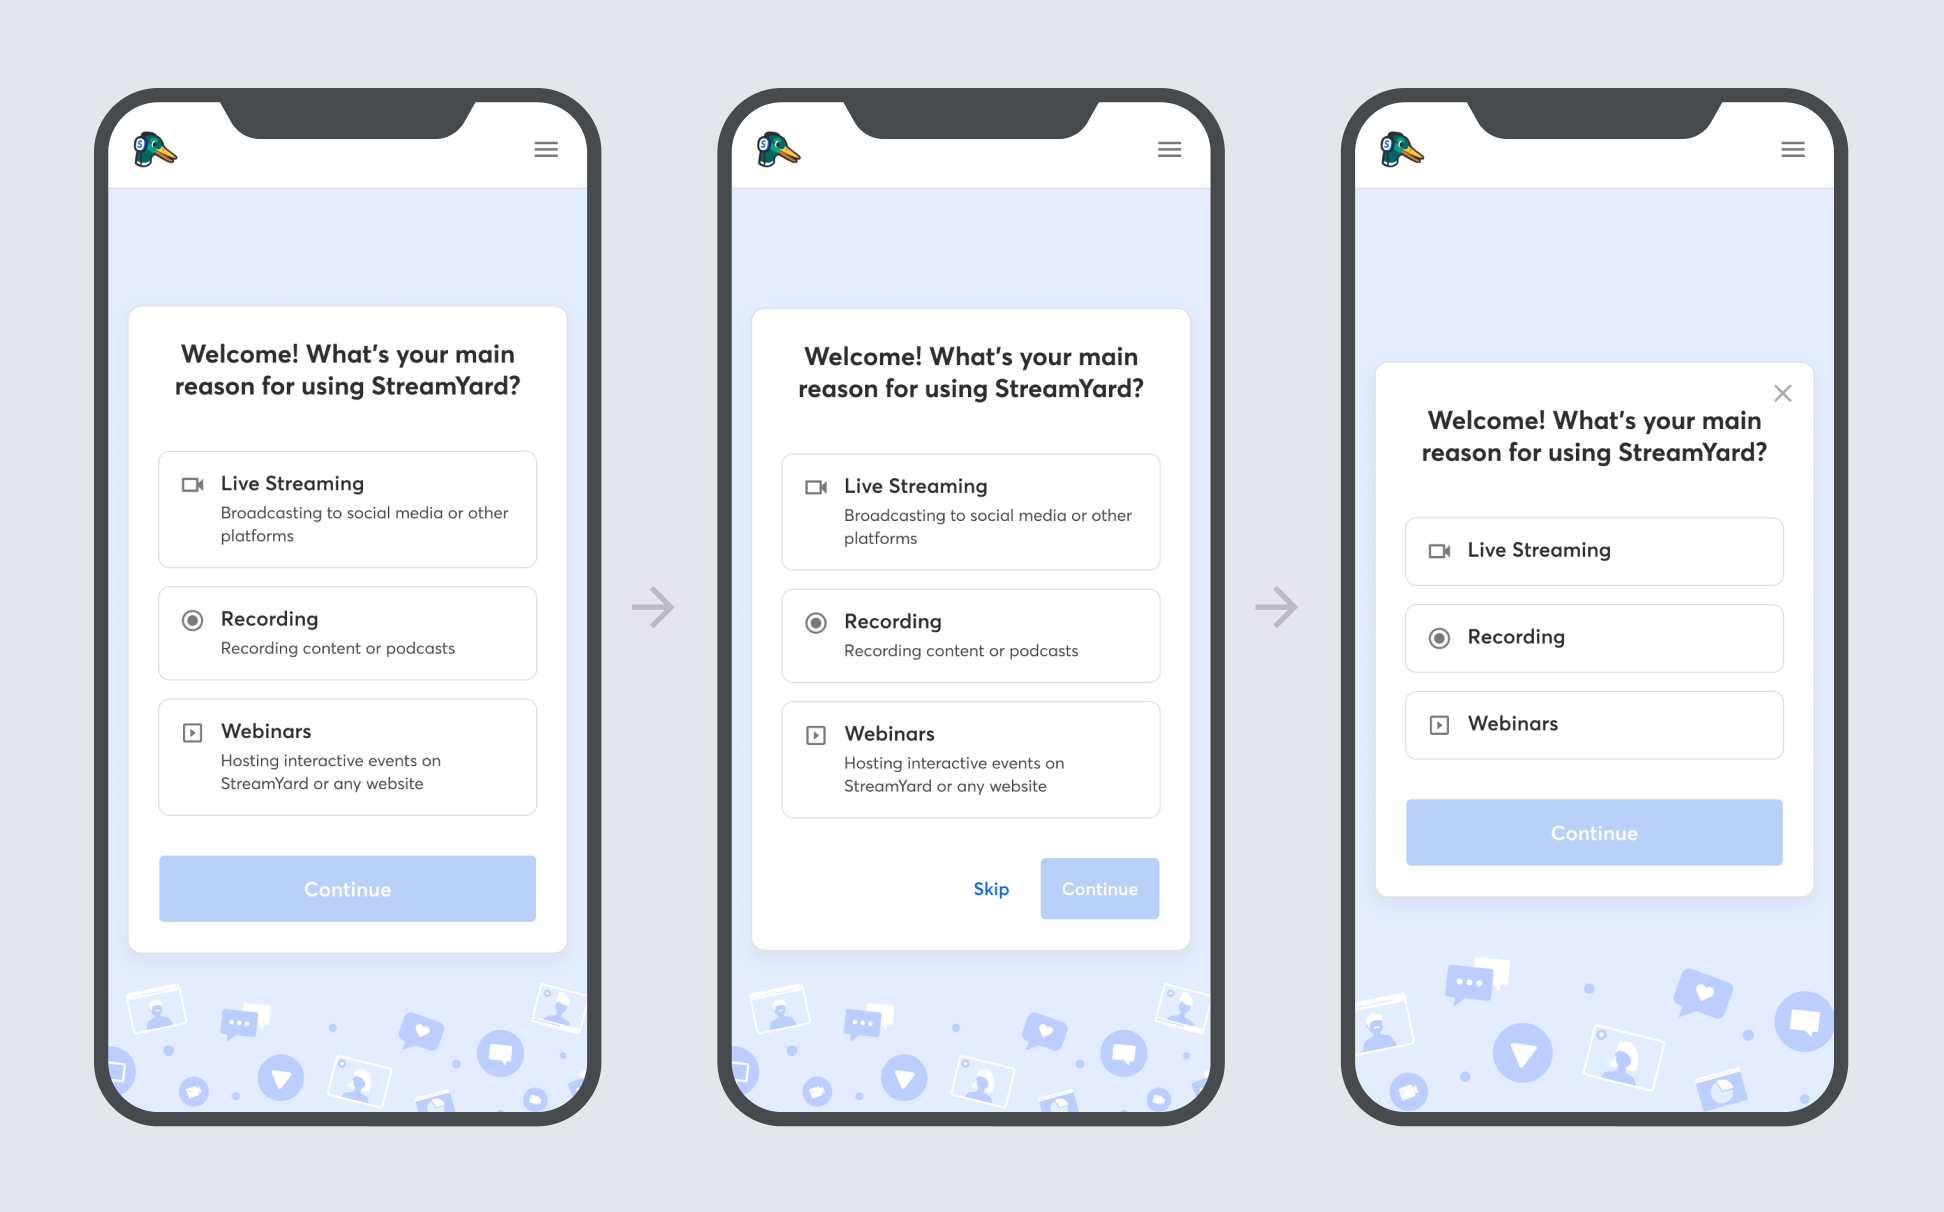 Welcome! What's your main
reason for using StreamYard?
Live Streaming
Broadcasting to social media or other
platforms
Recording
Recording content or podcasts
Webinars
Hosting interactive events on
StreamYard or any website
Continue
Welcome! What's your main
reason for using StreamYard?
Live Streaming
Broadcasting to social media or other
platforms
Recording
Recording content or podcasts
Webinars
Hosting interactive events on
StreamYard or any website
Skip
Continue
Welcome! What's your main
reason for using StreamYard?
Live Streaming
Recording
Webinars
Continue